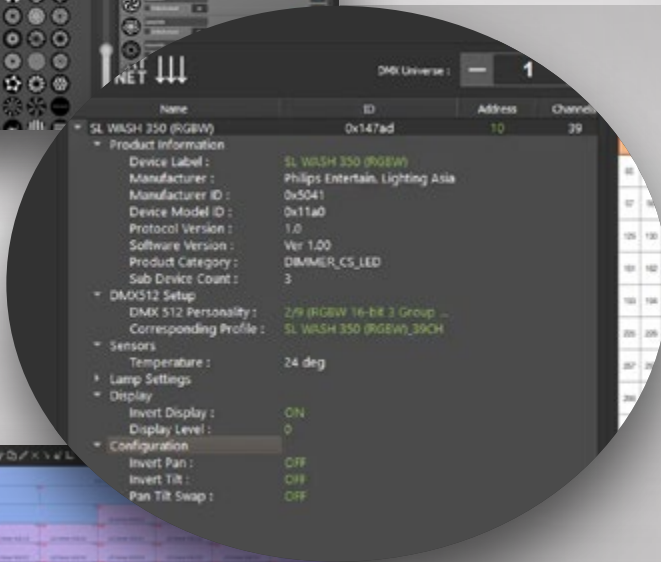 NET
DMX Universe : 1
Name ID Address Channels
SL WASH 350 (RGBW) 0x147ad 10 39
Product Information
Device Label : SL WASH 350 (RGBW)
Manufacturer : Philips Entertain. Lighting Asia
Manufacturer ID : 0x5041
Device Model ID : 0x11a0
Protocol Version : 1.0
Software Version : Ver 1.00
Product Category : DIMMER_CS_LED
Sub Device Count : 3
DMX512 Setup
DMX 512 Personality : 2/9 (RGBW 16-bit 3 Group ...
Corresponding Profile : SL WASH 350 (RGBW)_39CH
Sensors
Temperature : 24 deg
Lamp Settings
Display
Invert Display : ON
Display Level : 0
Configuration
Invert Pan : OFF
Invert Tilt : OFF
Pan Tilt Swap : OFF